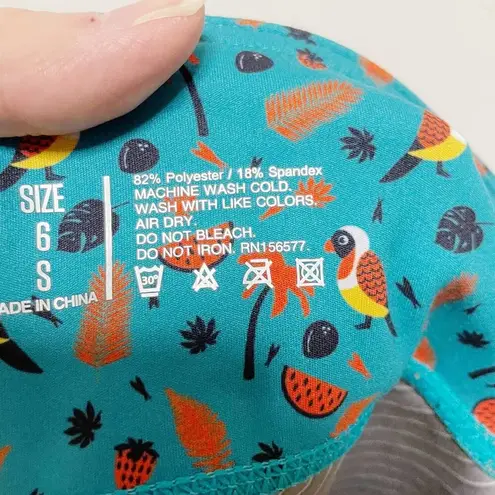 SIZE
6
S
MADE IN CHINA
82% Polyester / 18% Spandex
MACHINE WASH COLD.
WASH WITH LIKE COLORS.
AIR DRY.
DO NOT BLEACH.
DO NOT IRON. RN156577.
30°